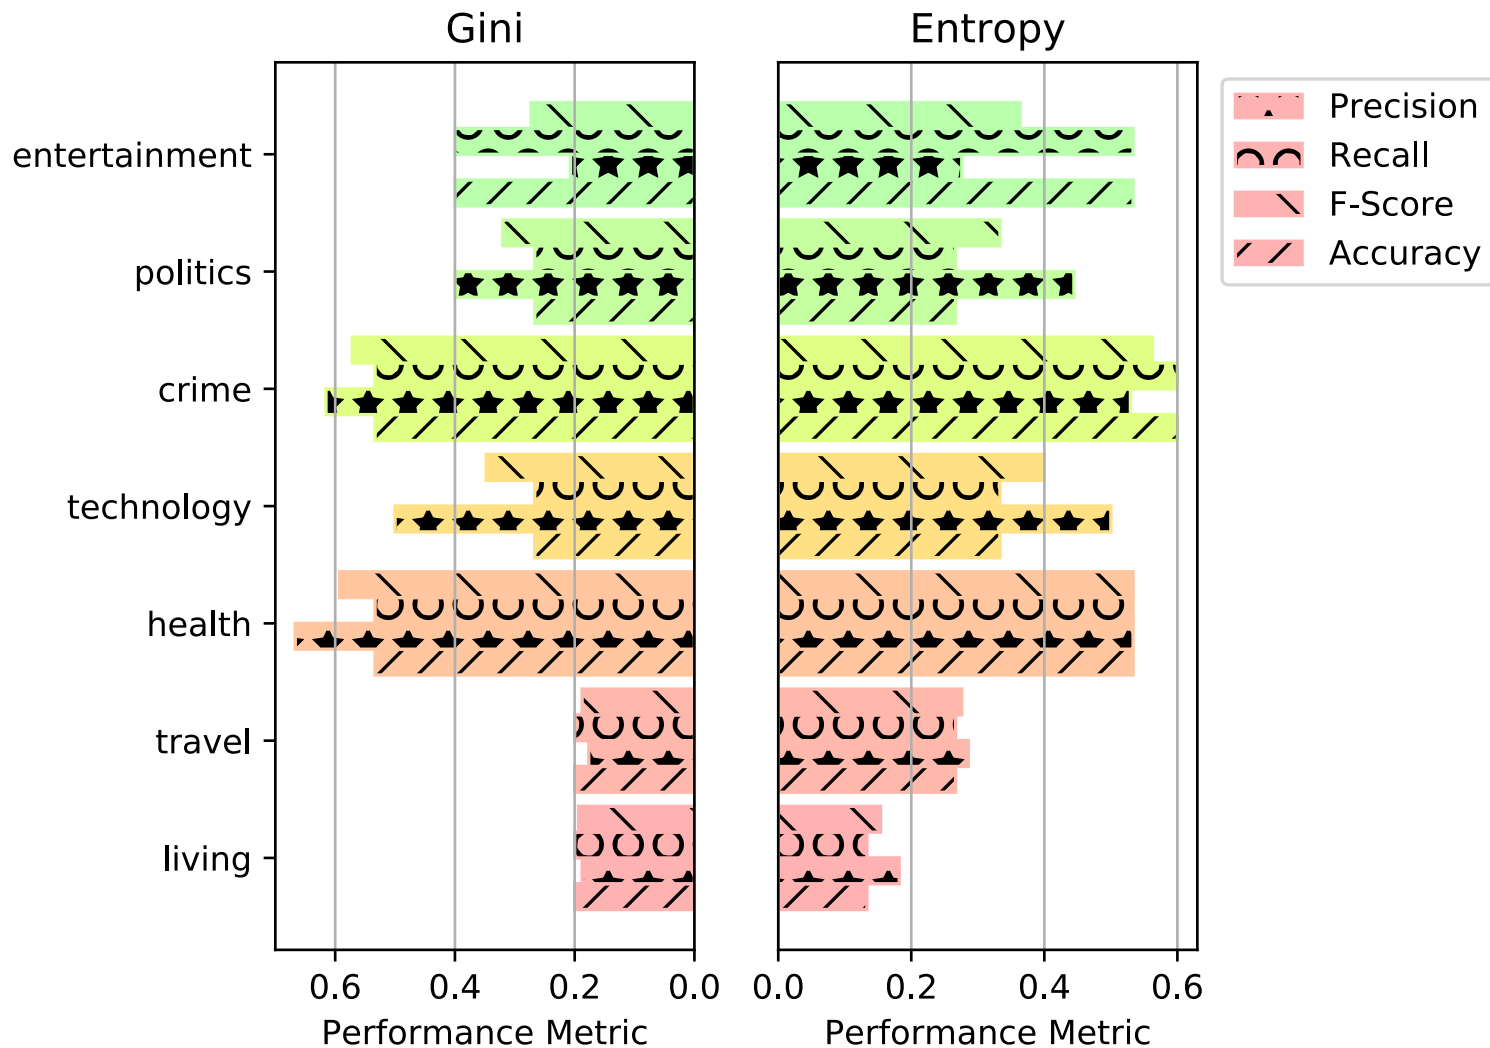 Gini
Entropy
Precision
Recall
F-Score
Accuracy
entertainment
politics
crime
technology
health
travel
living
0.6 0.4 0.2 0.0
0.0 0.2 0.4 0.6
Performance Metric
Performance Metric